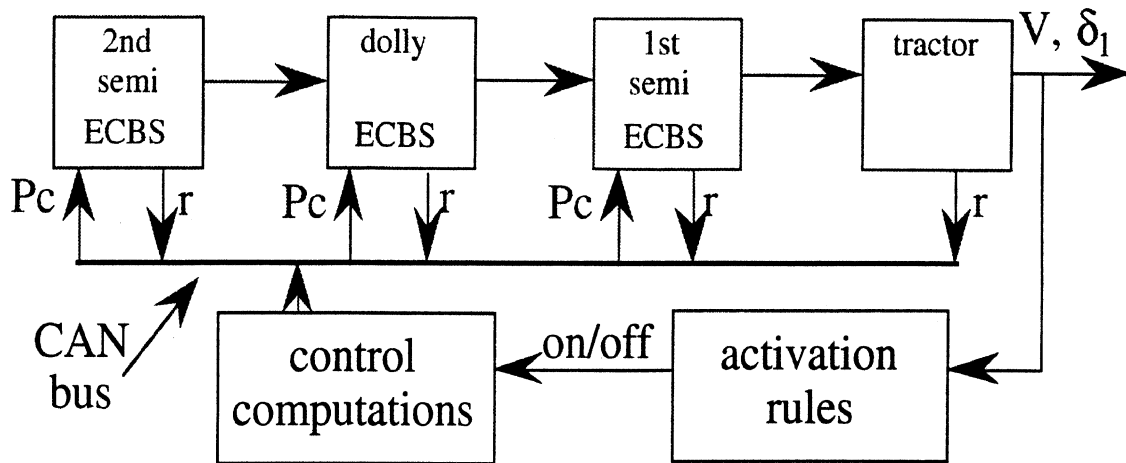 2nd
semi
ECBS
dolly
ECBS
1st
semi
ECBS
tractor
V, δ1
Pc
r
Pc
r
Pc
r
r
CAN
bus
control
computations
on/off
activation
rules